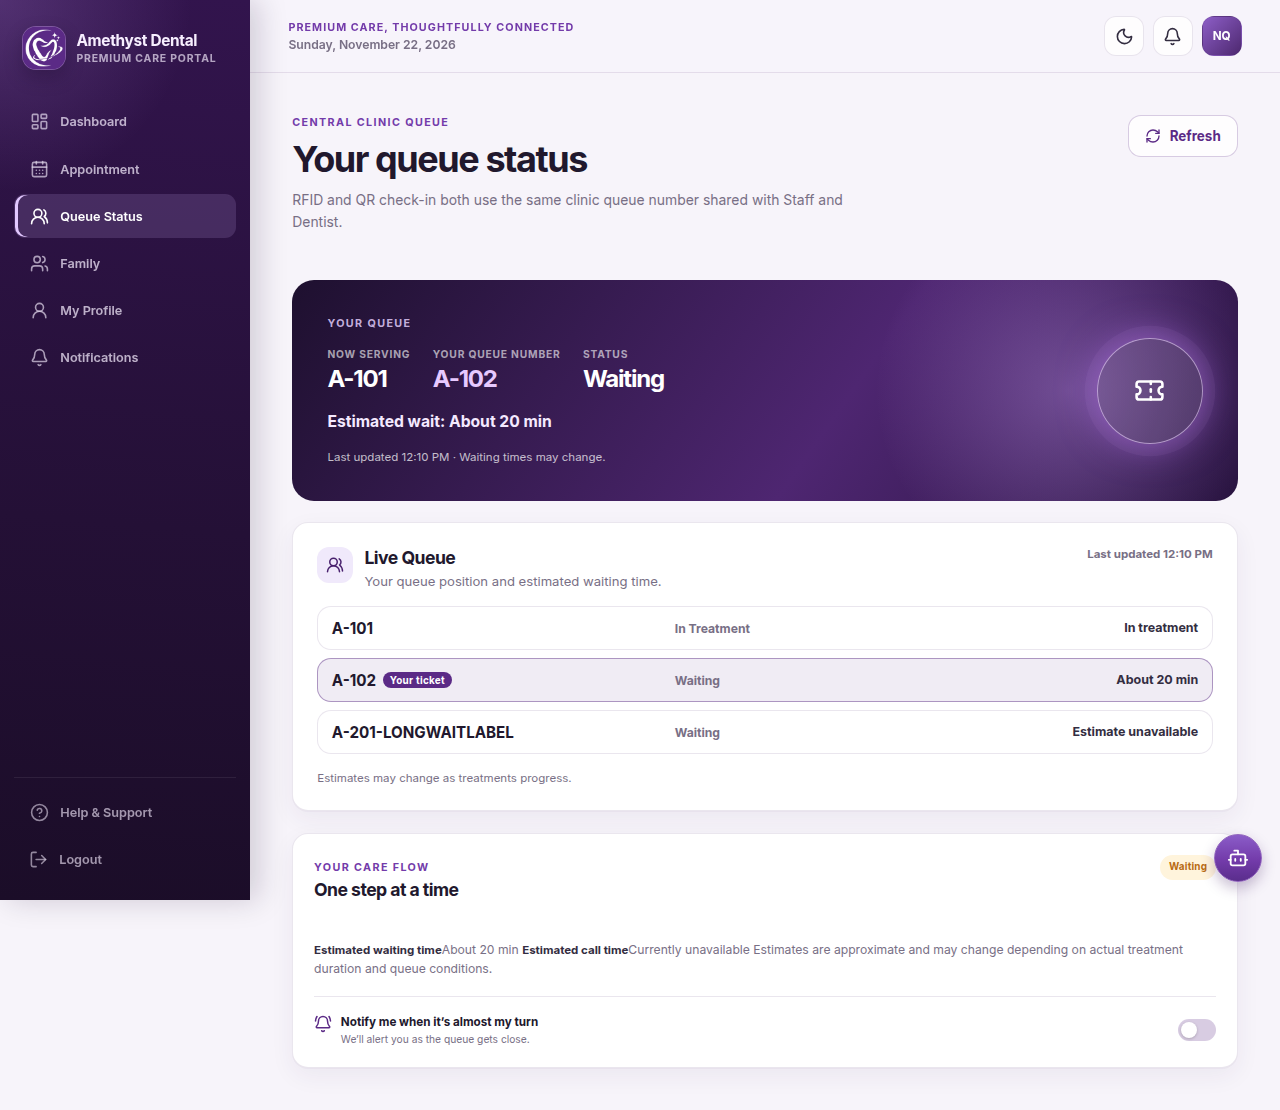 Amethyst Dental
PREMIUM CARE PORTAL
Dashboard
Appointment
Queue Status
Family
My Profile
Notifications
Help & Support
Logout
PREMIUM CARE, THOUGHTFULLY CONNECTED
Sunday, November 22, 2026
NQ
CENTRAL CLINIC QUEUE
Your queue status
RFID and QR check-in both use the same clinic queue number shared with Staff and
Dentist.
Refresh
YOUR QUEUE
NOW SERVING
A-101
YOUR QUEUE NUMBER
A-102
STATUS
Waiting
Estimated wait: About 20 min
Last updated 12:10 PM · Waiting times may change.
Live Queue
Your queue position and estimated waiting time.
Last updated 12:10 PM
A-101 In Treatment In treatment
A-102 Your ticket Waiting About 20 min
A-201-LONGWAITLABEL Waiting Estimate unavailable
Estimates may change as treatments progress.
YOUR CARE FLOW
One step at a time
Waiting
Estimated waiting timeAbout 20 min Estimated call timeCurrently unavailable Estimates are approximate and may change depending on actual treatment
duration and queue conditions.
Notify me when it’s almost my turn
We’ll alert you as the queue gets close.